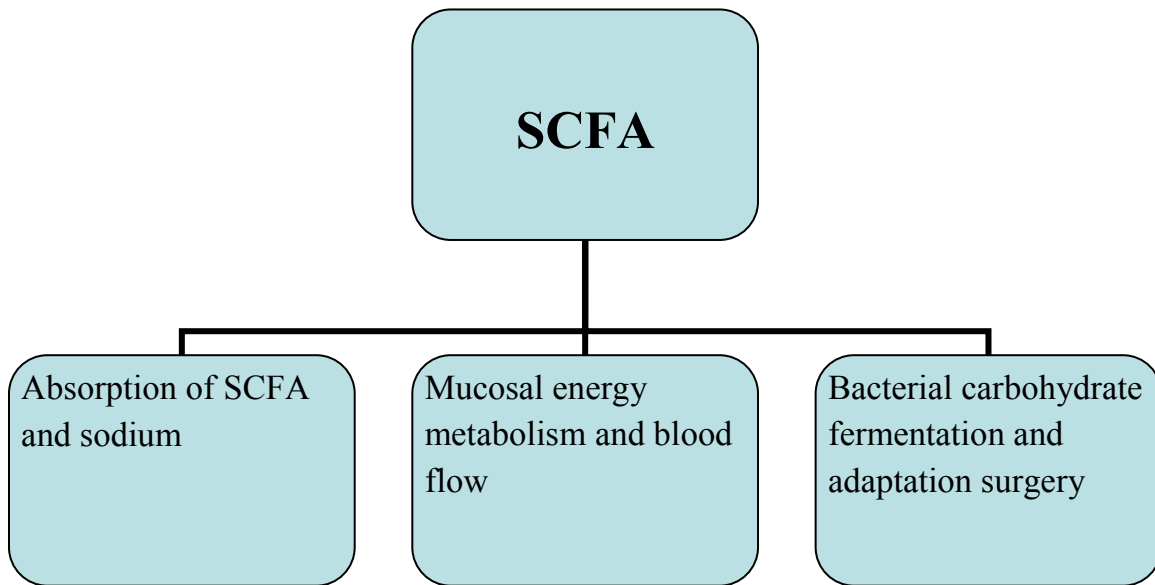 SCFA
Absorption of SCFA
and sodium
Mucosal energy
metabolism and blood
flow
Bacterial carbohydrate
fermentation and
adaptation surgery